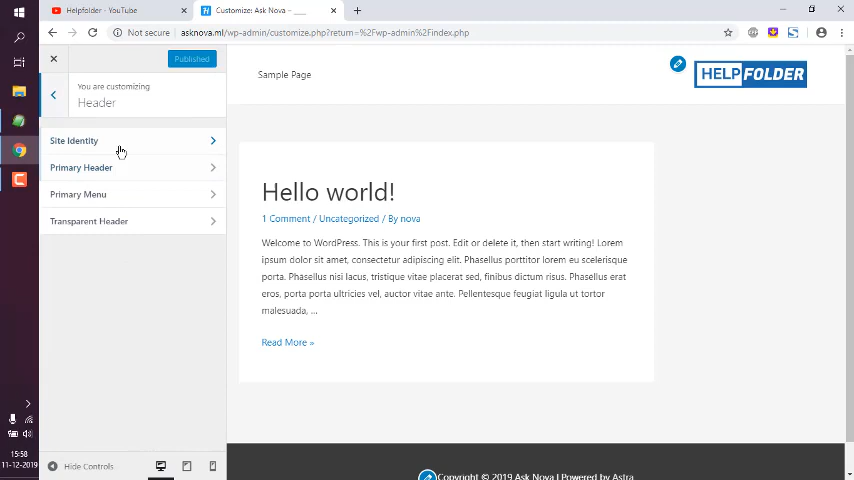 Helpfolder - YouTube
Customize: Ask Nova – ____
Not secure
asknova.ml/wp-admin/customize.php?return=%2Fwp-admin%2Findex.php
Published
You are customizing
Header
Site Identity
Primary Header
Primary Menu
Transparent Header
Hide Controls
Sample Page
HELPFOLDER
Hello world!
1 Comment / Uncategorized / By nova
Welcome to WordPress. This is your first post. Edit or delete it, then start writing! Lorem
ipsum dolor sit amet, consectetur adipiscing elit. Phasellus porttitor lorem eu scelerisque
porta. Phasellus nisi lacus, tristique vitae placerat sed, finibus dictum risus. Phasellus erat
eros, porta porta ultricies vel, auctor vitae ante. Pellentesque feugiat ligula ut tortor
malesuada, …
Read More »
Copyright © 2019 Ask Nova | Powered by Astra
15:58
11-12-2019